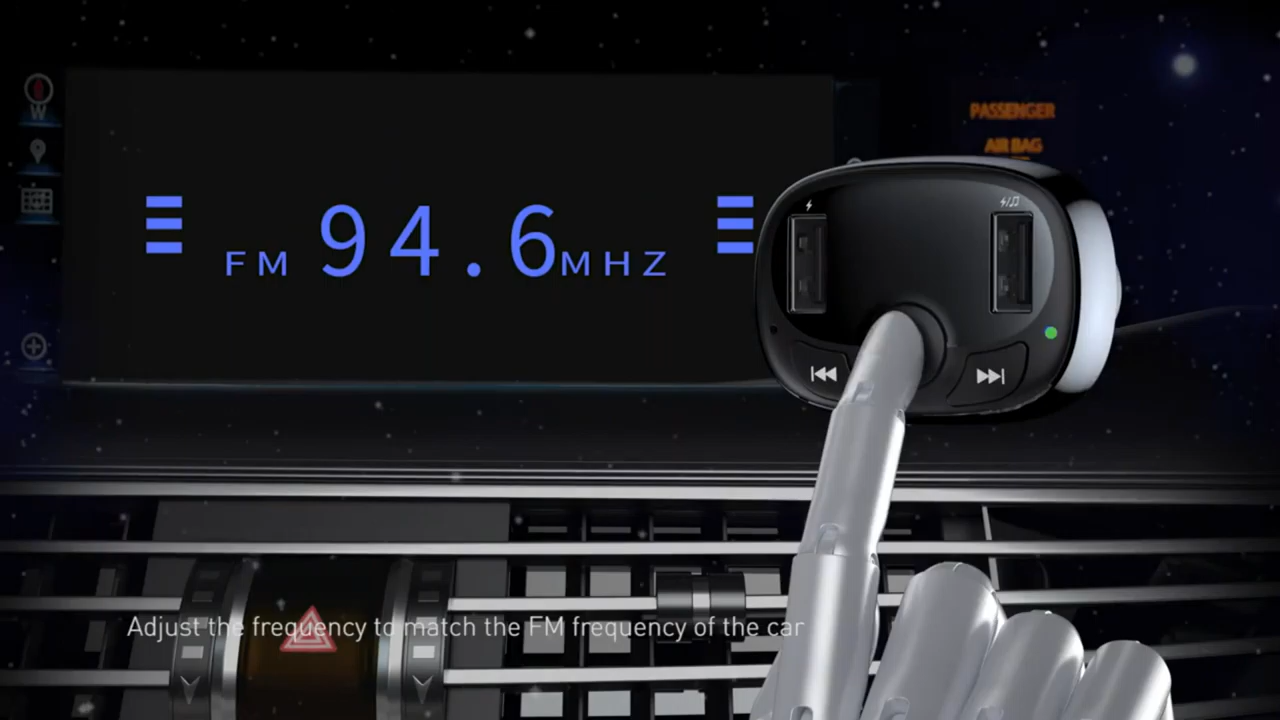 W
PASSENGER
AIR BAG
FM 94.6MHZ
Adjust the frequency to match the FM frequency of the car